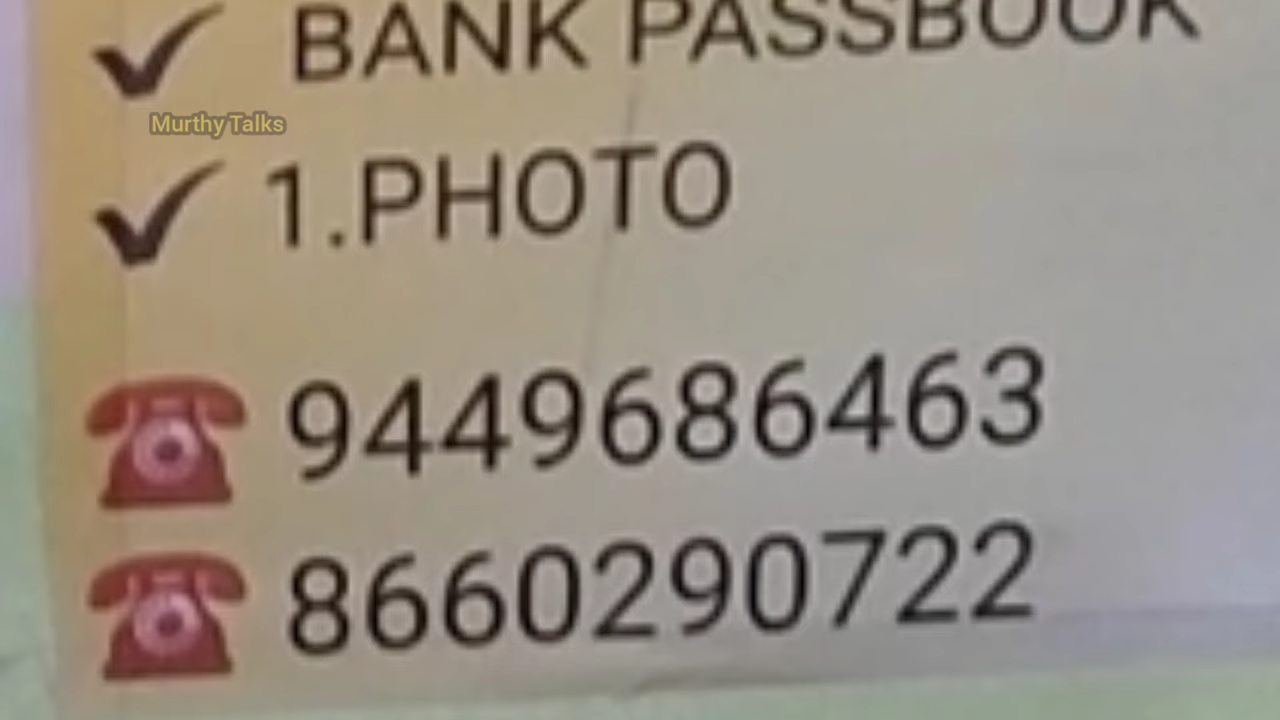 ✔ BANK PASSBOOK
Murthy Talks
✔ 1.PHOTO
☎ 9449686463
☎ 8660290722